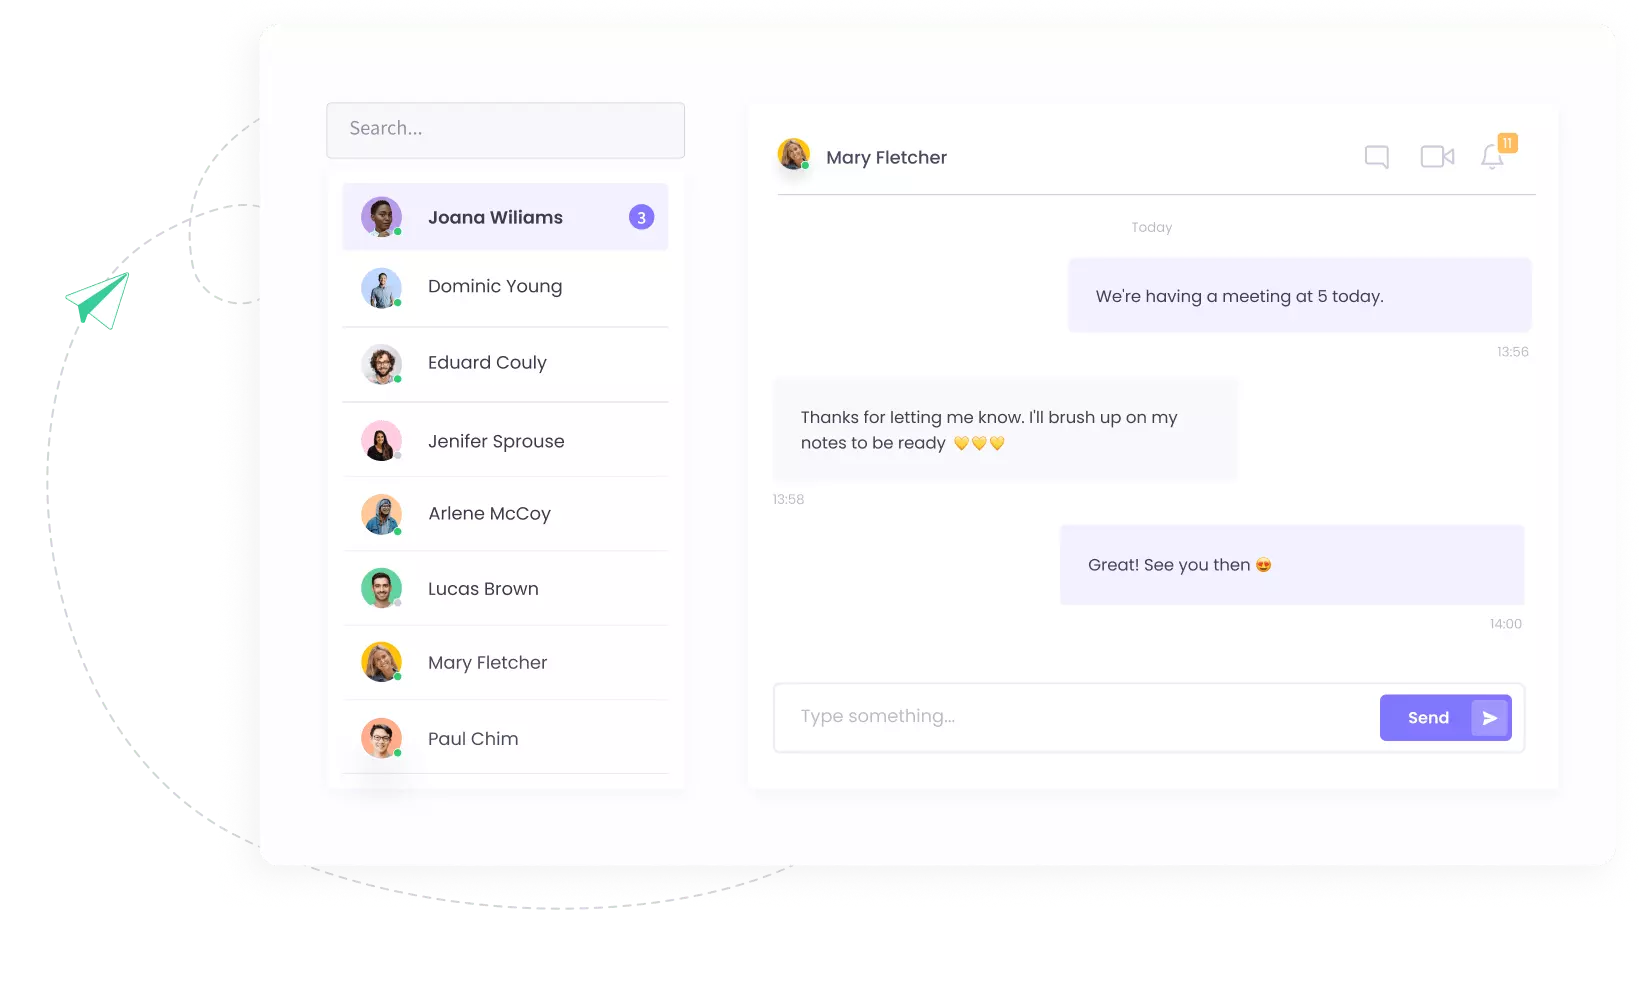 Search...
Joana Wiliams
3
Dominic Young
Eduard Couly
Jenifer Sprouse
Arlene McCoy
Lucas Brown
Mary Fletcher
Paul Chim
Mary Fletcher
11
Today
We're having a meeting at 5 today.
13:56
Thanks for letting me know. I'll brush up on my
notes to be ready 💛💛💛
13:58
Great! See you then 😍
14:00
Type something...
Send